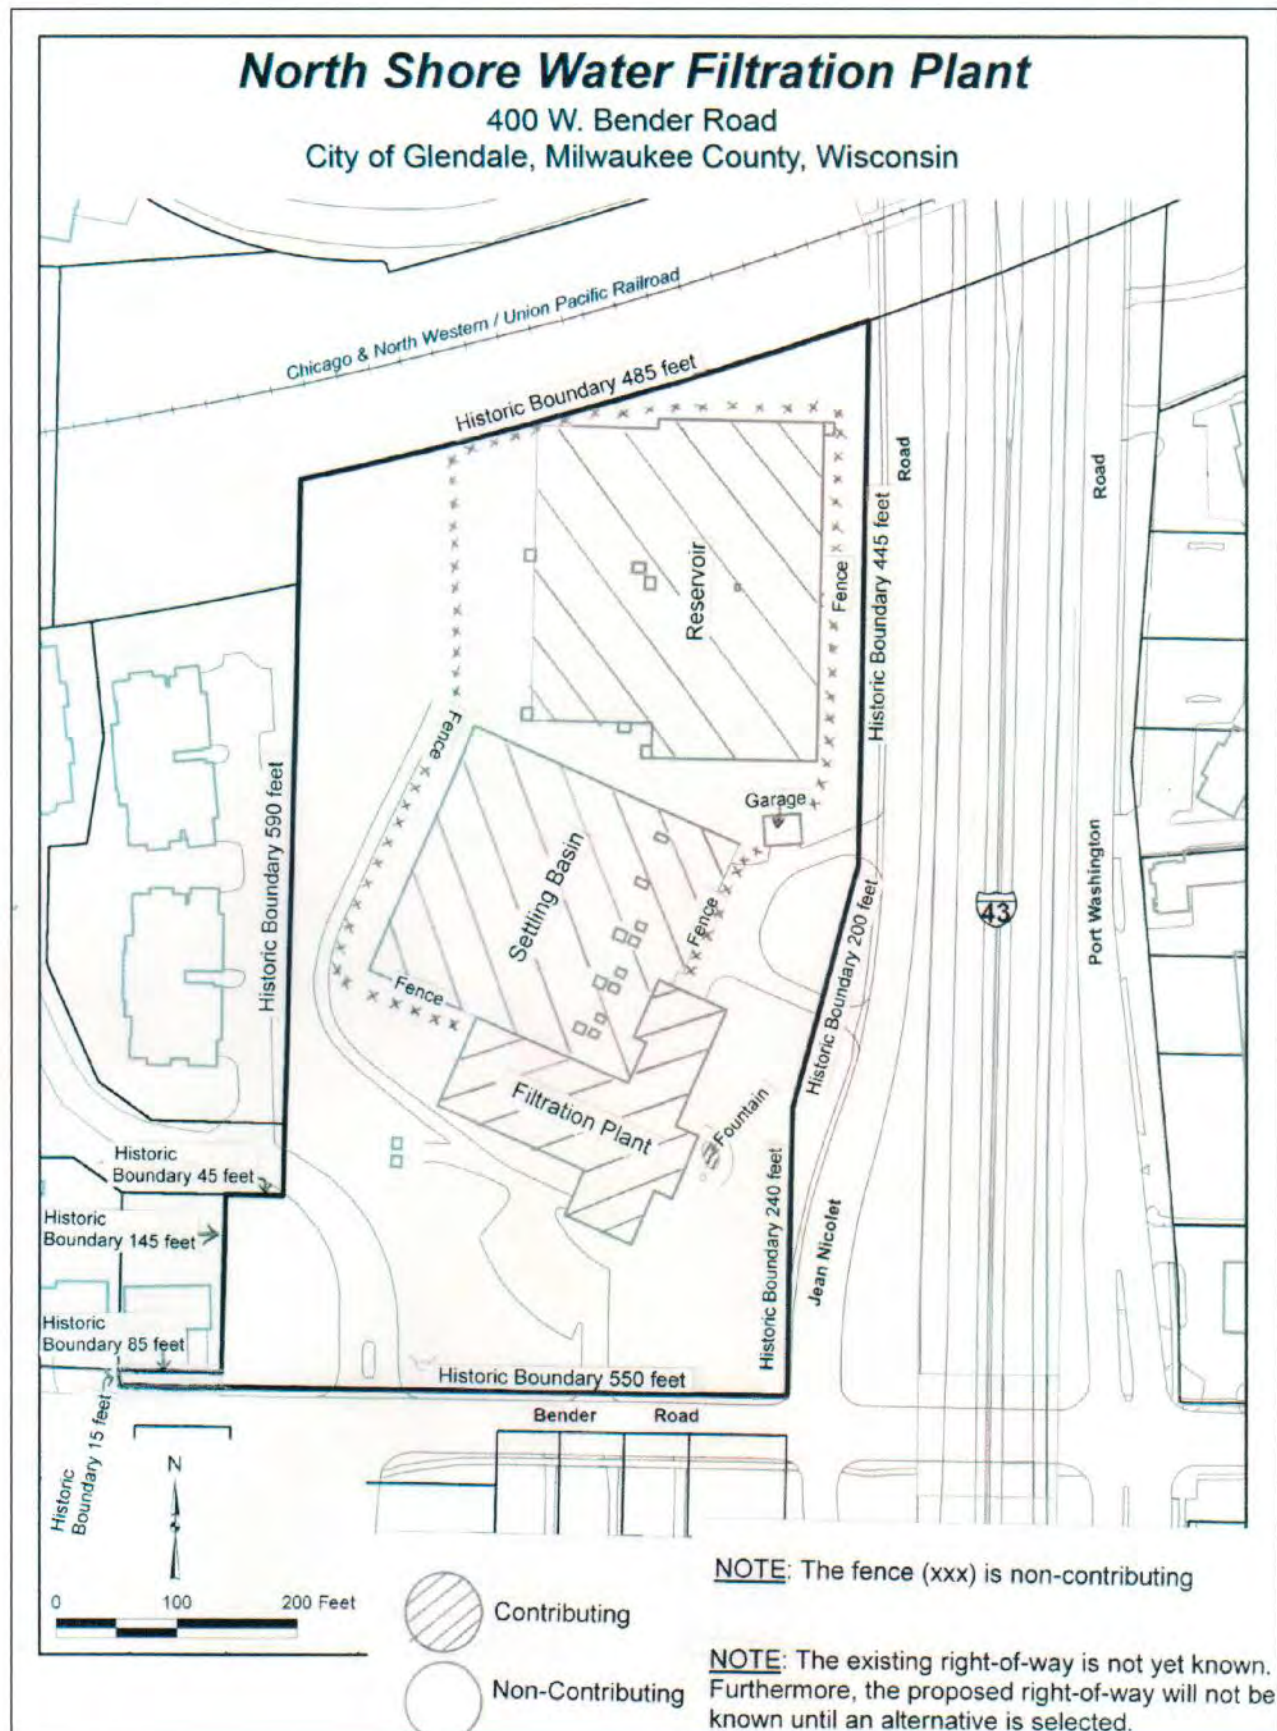 North Shore Water Filtration Plant
400 W. Bender Road
City of Glendale, Milwaukee County, Wisconsin
Chicago & North Western / Union Pacific Railroad
Historic Boundary 485 feet
Road
Road
Historic Boundary 445 feet
Fence
Reservoir
Fence
Garage
Historic Boundary 590 feet
Settling Basin
Fence
Fence
Historic Boundary 200 feet
43
Port Washington
Filtration Plant
Fountain
Historic
Boundary 45 feet
Historic
Boundary 145 feet
Historic Boundary 240 feet
Jean Nicolet
Historic
Boundary 85 feet
Historic Boundary 550 feet
Historic
Boundary 15 feet
Bender Road
N
0 100 200 Feet
Contributing
Non-Contributing
NOTE: The fence (xxx) is non-contributing
NOTE: The existing right-of-way is not yet known.
Furthermore, the proposed right-of-way will not be
known until an alternative is selected.